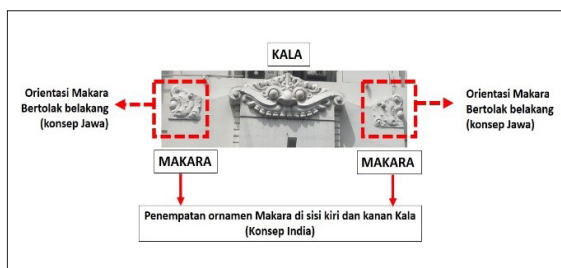 KALA
Orientasi Makara
Bertolak belakang
(konsep Jawa)
Orientasi Makara
Bertolak belakang
(konsep Jawa)
MAKARA
MAKARA
Penempatan ornamen Makara di sisi kiri dan kanan Kala
(Konsep India)